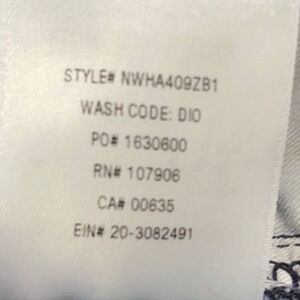 STYLE# NWHA409ZB1
WASH CODE: DIO
PO# 1630600
RN# 107906
CA# 00635
EIN# 20-3082491